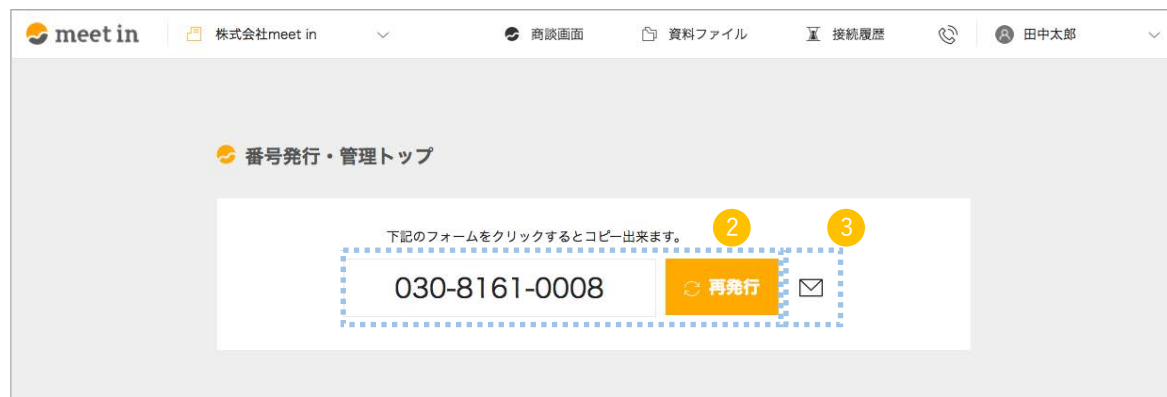 meet in 株式会社meet in 商談画面 資料ファイル 接続履歴 田中太郎
番号発行・管理トップ
下記のフォームをクリックするとコピー出来ます。
2
3
030-8161-0008 再発行